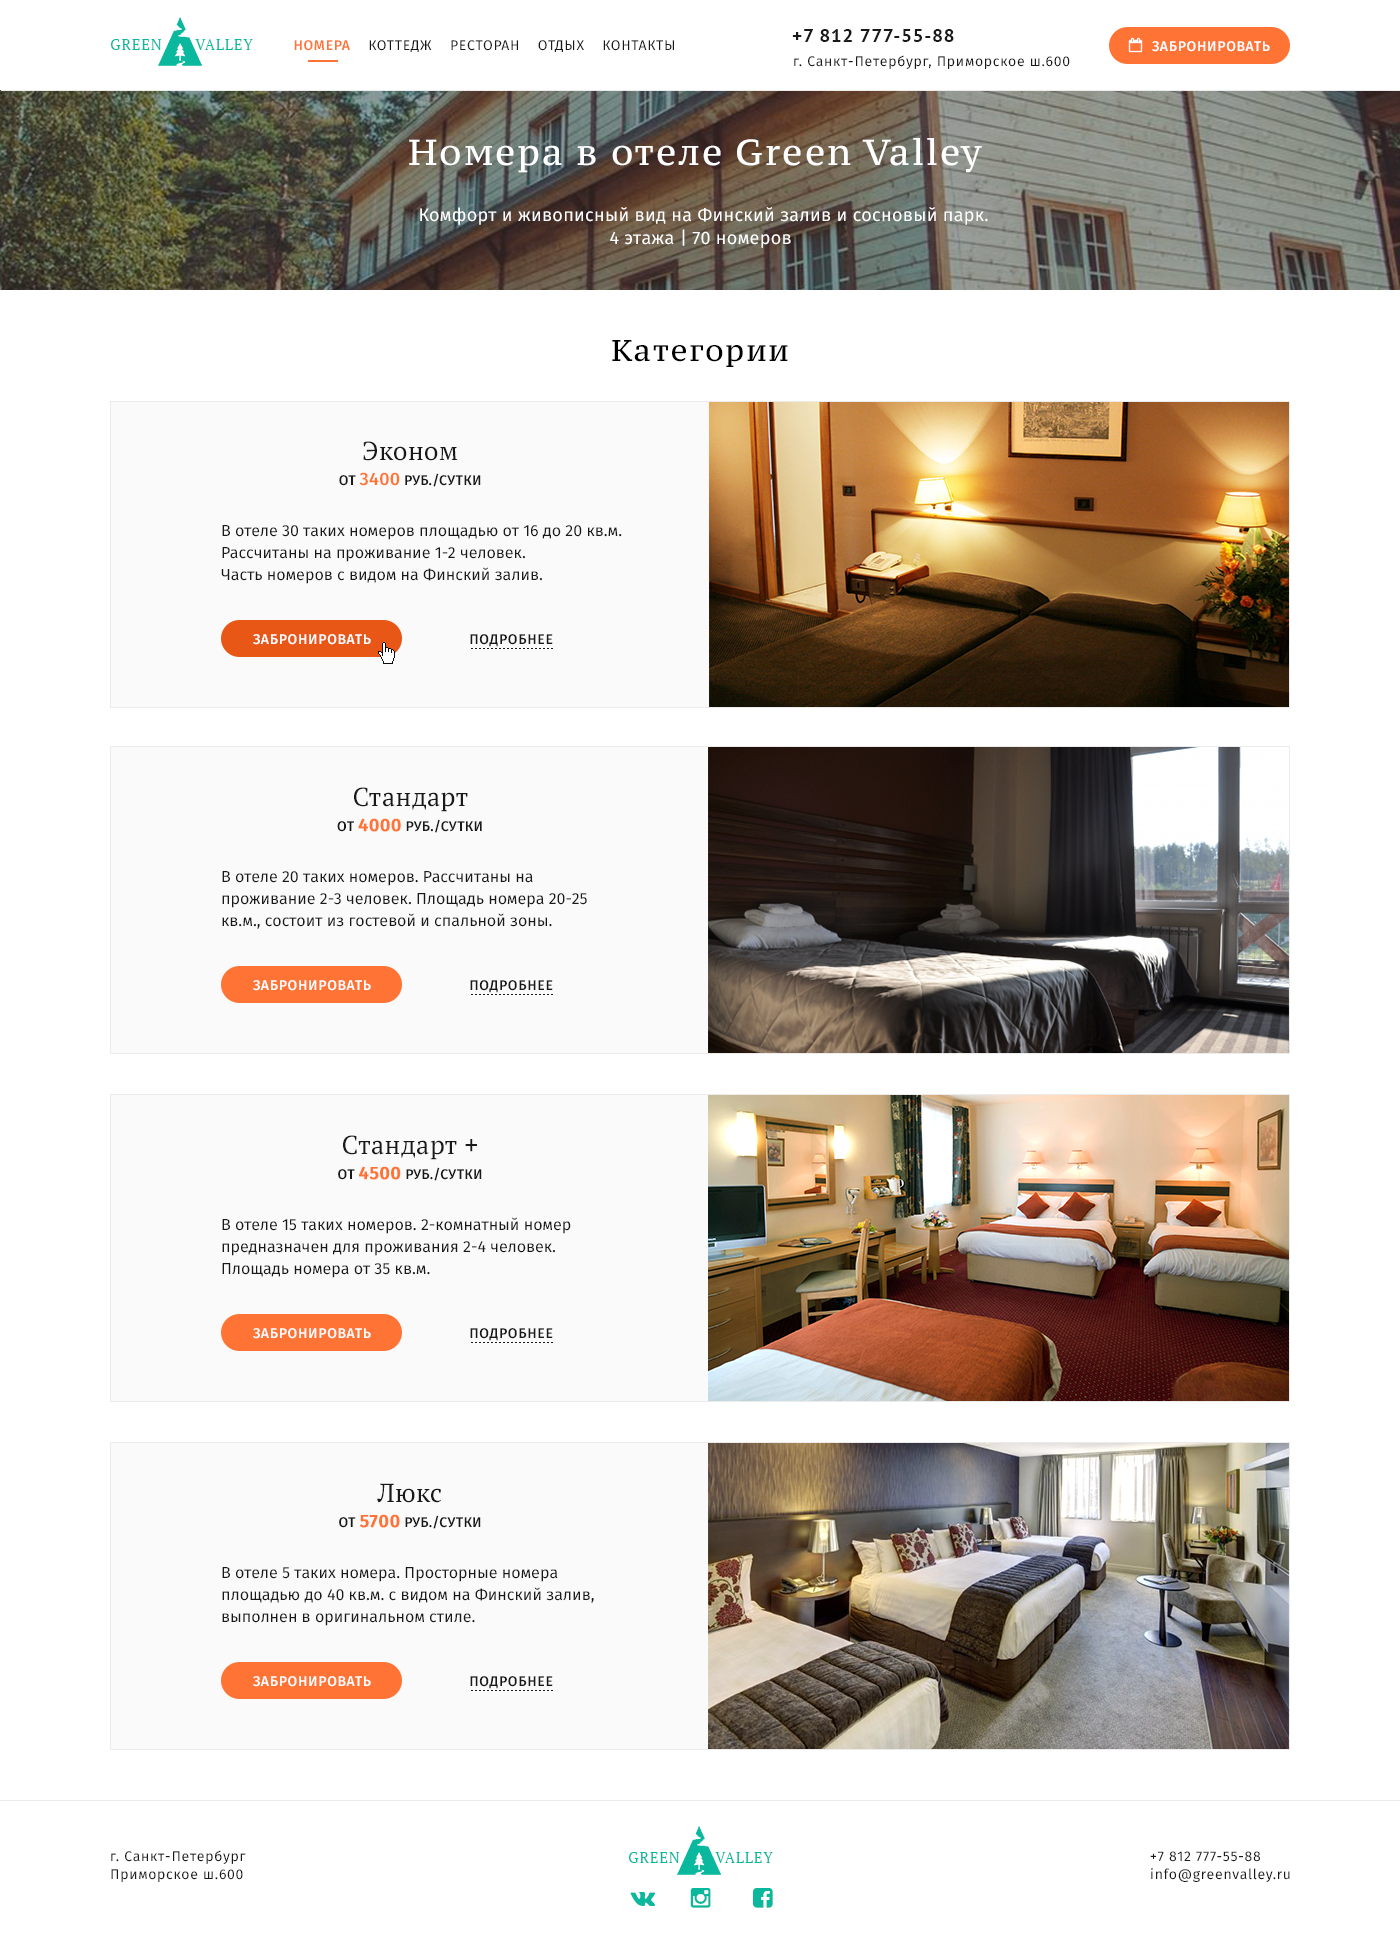 GREEN VALLEY
НОМЕРА КОТТЕДЖ РЕСТОРАН ОТДЫХ КОНТАКТЫ
+7 812 777-55-88
г. Санкт-Петербург, Приморское ш.600
ЗАБРОНИРОВАТЬ
Номера в отеле Green Valley
Комфорт и живописный вид на Финский залив и сосновый парк.
4 этажа | 70 номеров
Категории
Эконом
ОТ 3400 РУБ./СУТКИ
В отеле 30 таких номеров площадью от 16 до 20 кв.м.
Рассчитаны на проживание 1-2 человек.
Часть номеров с видом на Финский залив.
ЗАБРОНИРОВАТЬ ПОДРОБНЕЕ
Стандарт
ОТ 4000 РУБ./СУТКИ
В отеле 20 таких номеров. Рассчитаны на
проживание 2-3 человек. Площадь номера 20-25
кв.м., состоит из гостевой и спальной зоны.
ЗАБРОНИРОВАТЬ ПОДРОБНЕЕ
Стандарт +
ОТ 4500 РУБ./СУТКИ
В отеле 15 таких номеров. 2-комнатный номер
предназначен для проживания 2-4 человек.
Площадь номера от 35 кв.м.
ЗАБРОНИРОВАТЬ ПОДРОБНЕЕ
Люкс
ОТ 5700 РУБ./СУТКИ
В отеле 5 таких номера. Просторные номера
площадью до 40 кв.м. с видом на Финский залив,
выполнен в оригинальном стиле.
ЗАБРОНИРОВАТЬ ПОДРОБНЕЕ
г. Санкт-Петербург
Приморское ш.600
GREEN VALLEY
+7 812 777-55-88
info@greenvalley.ru